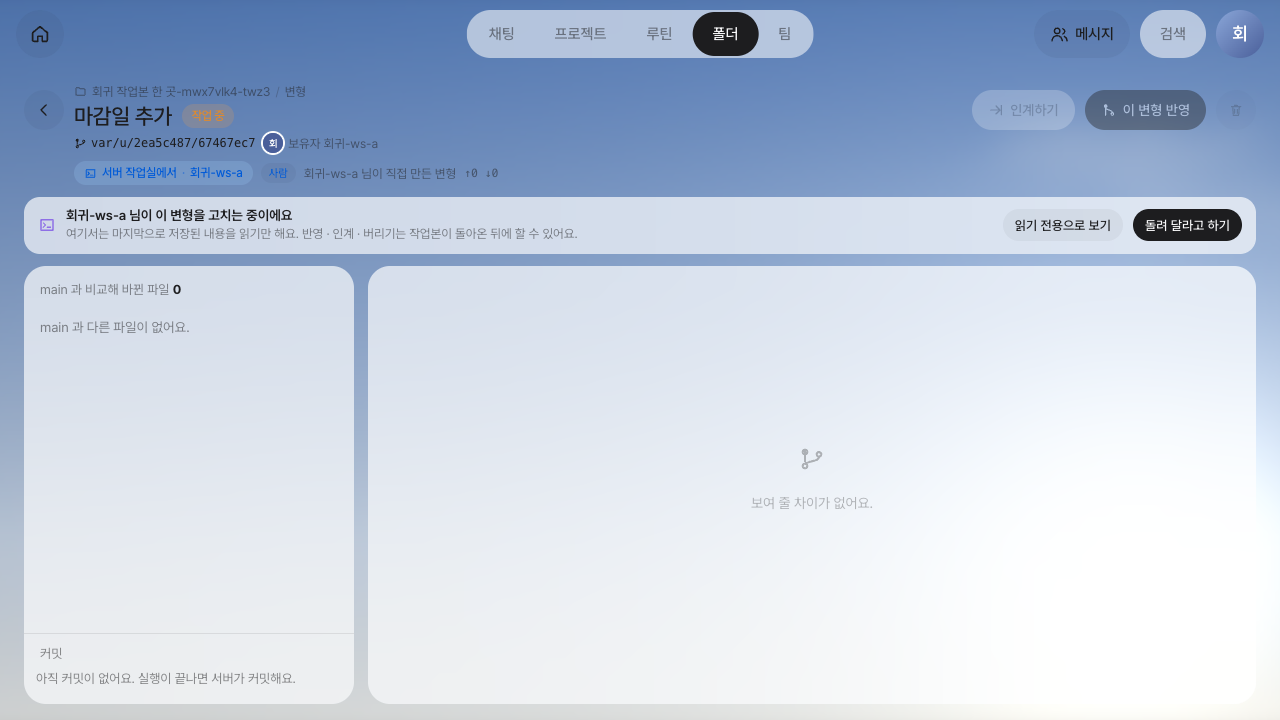 채팅 프로젝트 루틴 폴더 팀 메시지 검색 회
회귀 작업본 한 곳-mwx7vlk4-twz3 / 변형
마감일 추가 작업 중
var/u/2ea5c487/67467ec7 회 보유자 회귀-ws-a
서버 작업실에서 · 회귀-ws-a 사람 회귀-ws-a 님이 직접 만든 변형 ↑0 ↓0
인계하기 이 변형 반영
회귀-ws-a 님이 이 변형을 고치는 중이에요
여기서는 마지막으로 저장된 내용을 읽기만 해요. 반영 · 인계 · 버리기는 작업본이 돌아온 뒤에 할 수 있어요.
읽기 전용으로 보기 돌려 달라고 하기
main 과 비교해 바뀐 파일 0
main 과 다른 파일이 없어요.
보여 줄 차이가 없어요.
커밋
아직 커밋이 없어요. 실행이 끝나면 서버가 커밋해요.